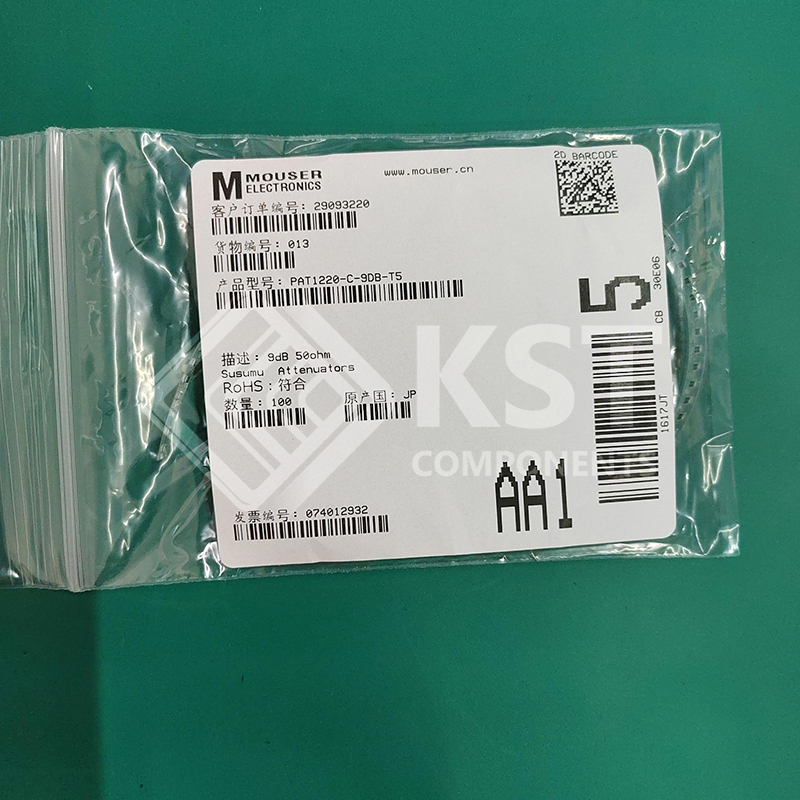 MOUSER
ELECTRONICS
www.mouser.cn
2D BARCODE
客户订单编号: 29093220
货物编号: 013
产品型号: PAT1220-C-9DB-T5
描述: 9dB 50ohm
Susumu Attenuators
RoHS: 符合
数量: 100
原产国: JP
发票编号: 074012932
AA1
5
CB 30E06
1617JT
KST
COMPONENTS